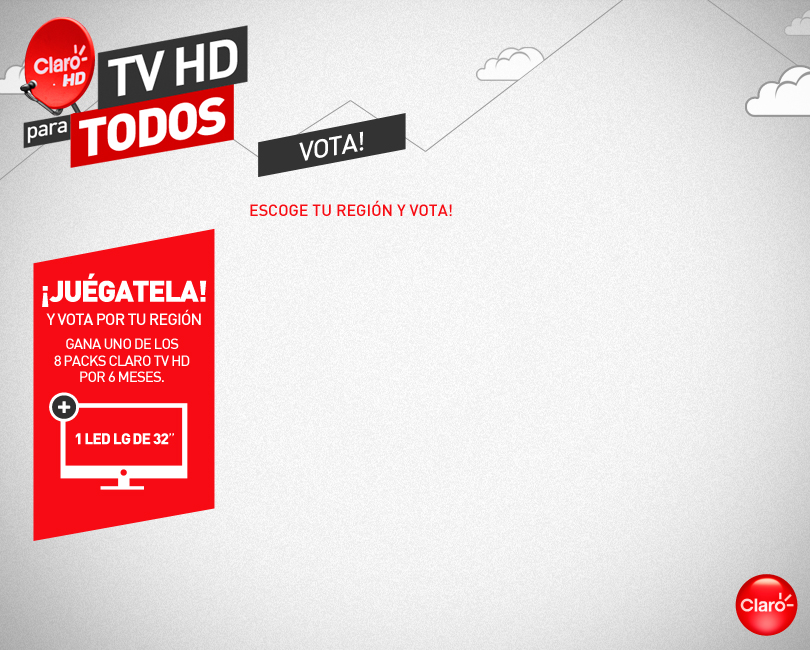 Claro-
HD
TV HD
para
TODOS
VOTA!
ESCOGE TU REGIÓN Y VOTA!
¡JUÉGATELA!
Y VOTA POR TU REGIÓN
GANA UNO DE LOS
8 PACKS CLARO TV HD
POR 6 MESES.
+
1 LED LG DE 32"
Claro-